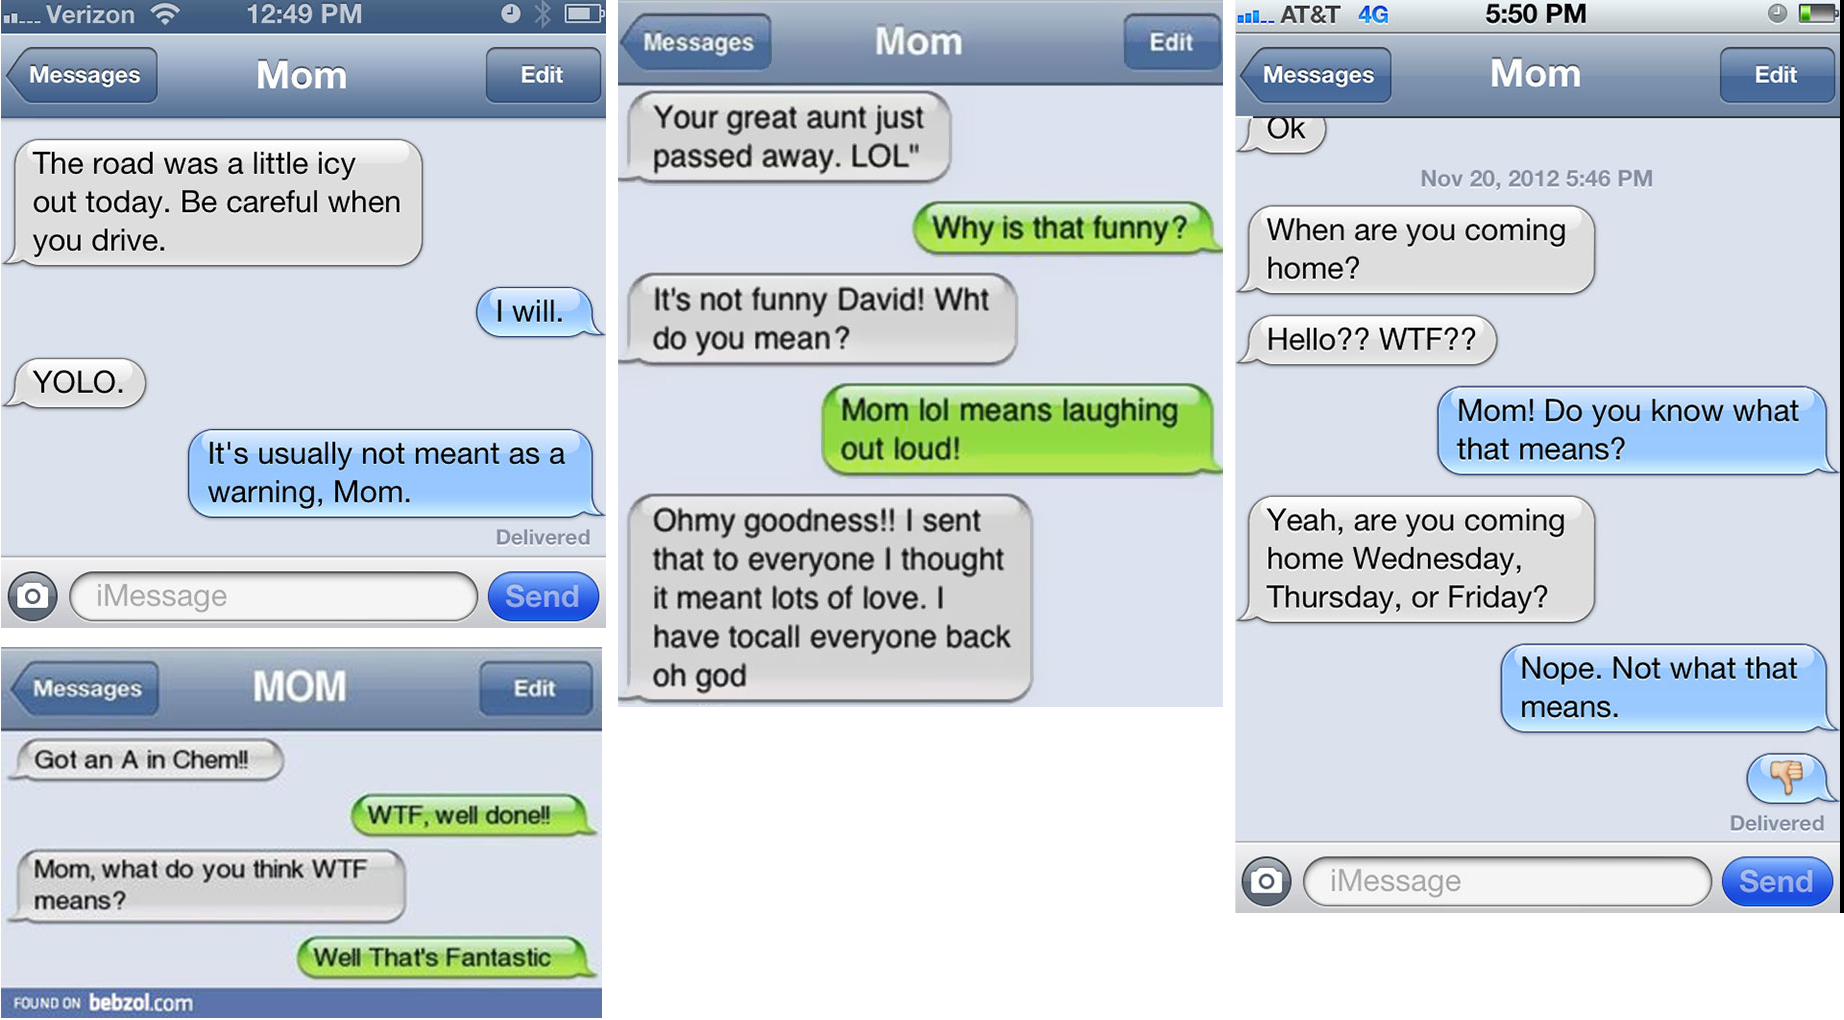 Verizon 12:49 PM
Messages Mom Edit
The road was a little icy
out today. Be careful when
you drive.
I will.
YOLO.
It's usually not meant as a
warning, Mom.
Delivered
iMessage Send
Messages MOM Edit
Got an A in Chem!!
WTF, well done!!
Mom, what do you think WTF
means?
Well That's Fantastic
FOUND ON bebzol.com
Messages Mom Edit
Your great aunt just
passed away. LOL"
Why is that funny?
It's not funny David! Wht
do you mean?
Mom lol means laughing
out loud!
Ohmy goodness!! I sent
that to everyone I thought
it meant lots of love. I
have tocall everyone back
oh god
AT&T 4G 5:50 PM
Messages Mom Edit
Ok
Nov 20, 2012 5:46 PM
When are you coming
home?
Hello?? WTF??
Mom! Do you know what
that means?
Yeah, are you coming
home Wednesday,
Thursday, or Friday?
Nope. Not what that
means.
Delivered
iMessage Send